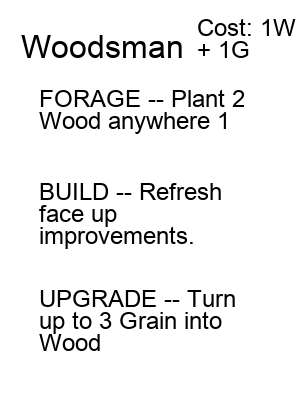 Woodsman
Cost: 1W
+ 1G
FORAGE -- Plant 2
Wood anywhere 1
BUILD -- Refresh
face up
improvements.
UPGRADE -- Turn
up to 3 Grain into
Wood